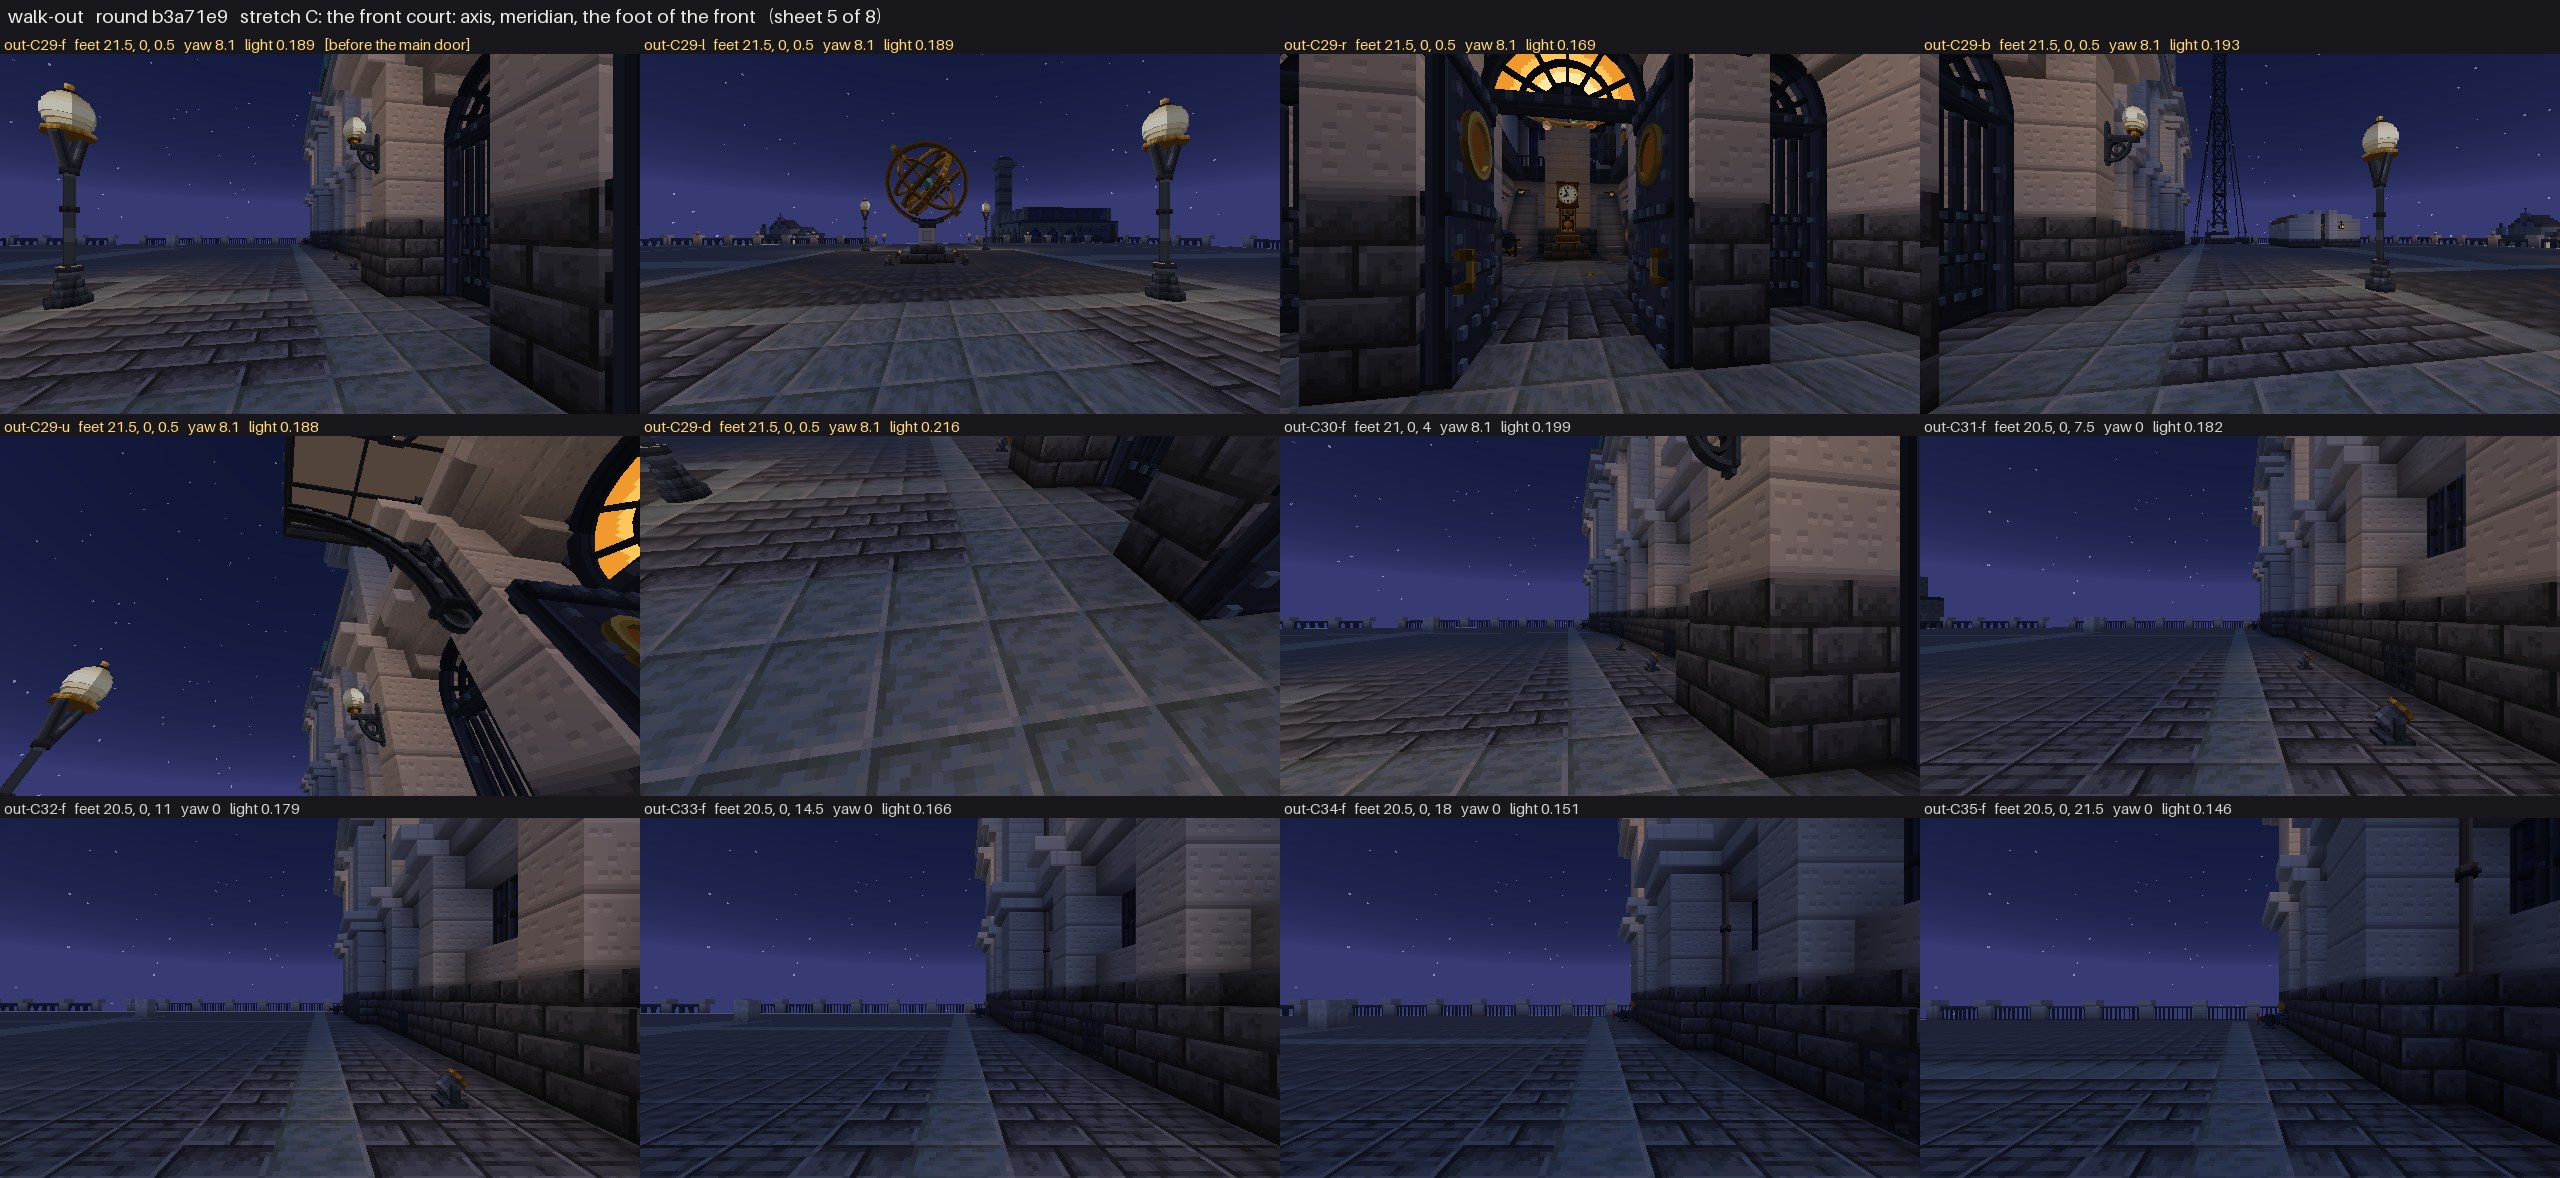 walk-out round b3a71e9 stretch C: the front court: axis, meridian, the foot of the front (sheet 5 of 8)
out-C29-f feet 21.5, 0, 0.5 yaw 8.1 light 0.189 [before the main door]
out-C29-l feet 21.5, 0, 0.5 yaw 8.1 light 0.189
out-C29-r feet 21.5, 0, 0.5 yaw 8.1 light 0.169
out-C29-b feet 21.5, 0, 0.5 yaw 8.1 light 0.193
out-C29-u feet 21.5, 0, 0.5 yaw 8.1 light 0.188
out-C29-d feet 21.5, 0, 0.5 yaw 8.1 light 0.216
out-C30-f feet 21, 0, 4 yaw 8.1 light 0.199
out-C31-f feet 20.5, 0, 7.5 yaw 0 light 0.182
out-C32-f feet 20.5, 0, 11 yaw 0 light 0.179
out-C33-f feet 20.5, 0, 14.5 yaw 0 light 0.166
out-C34-f feet 20.5, 0, 18 yaw 0 light 0.151
out-C35-f feet 20.5, 0, 21.5 yaw 0 light 0.146